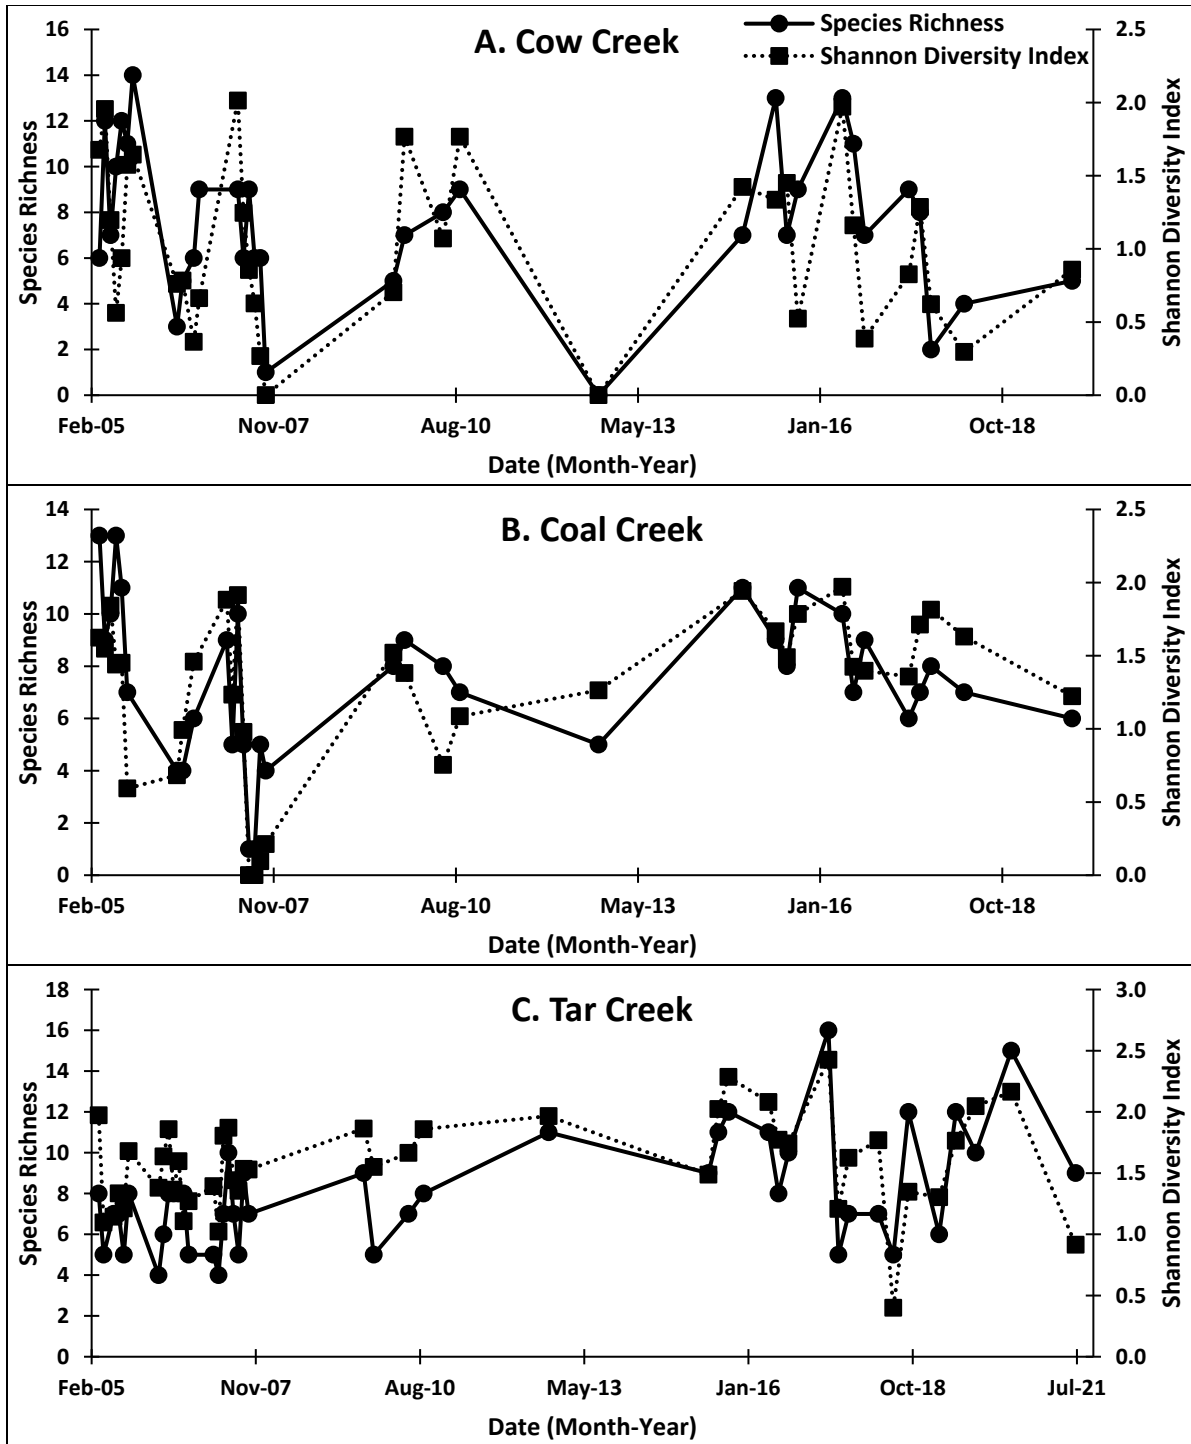 A. Cow Creek
Species Richness
Shannon Diversity Index
16
14
12
10
8
6
4
2
0
2.5
2.0
1.5
1.0
0.5
0.0
Species Richness
Shannon Diversity Index
Feb-05 Nov-07 Aug-10 May-13 Jan-16 Oct-18
Date (Month-Year)
B. Coal Creek
14
12
10
8
6
4
2
0
2.5
2.0
1.5
1.0
0.5
0.0
Species Richness
Shannon Diversity Index
Feb-05 Nov-07 Aug-10 May-13 Jan-16 Oct-18
Date (Month-Year)
C. Tar Creek
18
16
14
12
10
8
6
4
2
0
3.0
2.5
2.0
1.5
1.0
0.5
0.0
Species Richness
Shannon Diversity Index
Feb-05 Nov-07 Aug-10 May-13 Jan-16 Oct-18 Jul-21
Date (Month-Year)